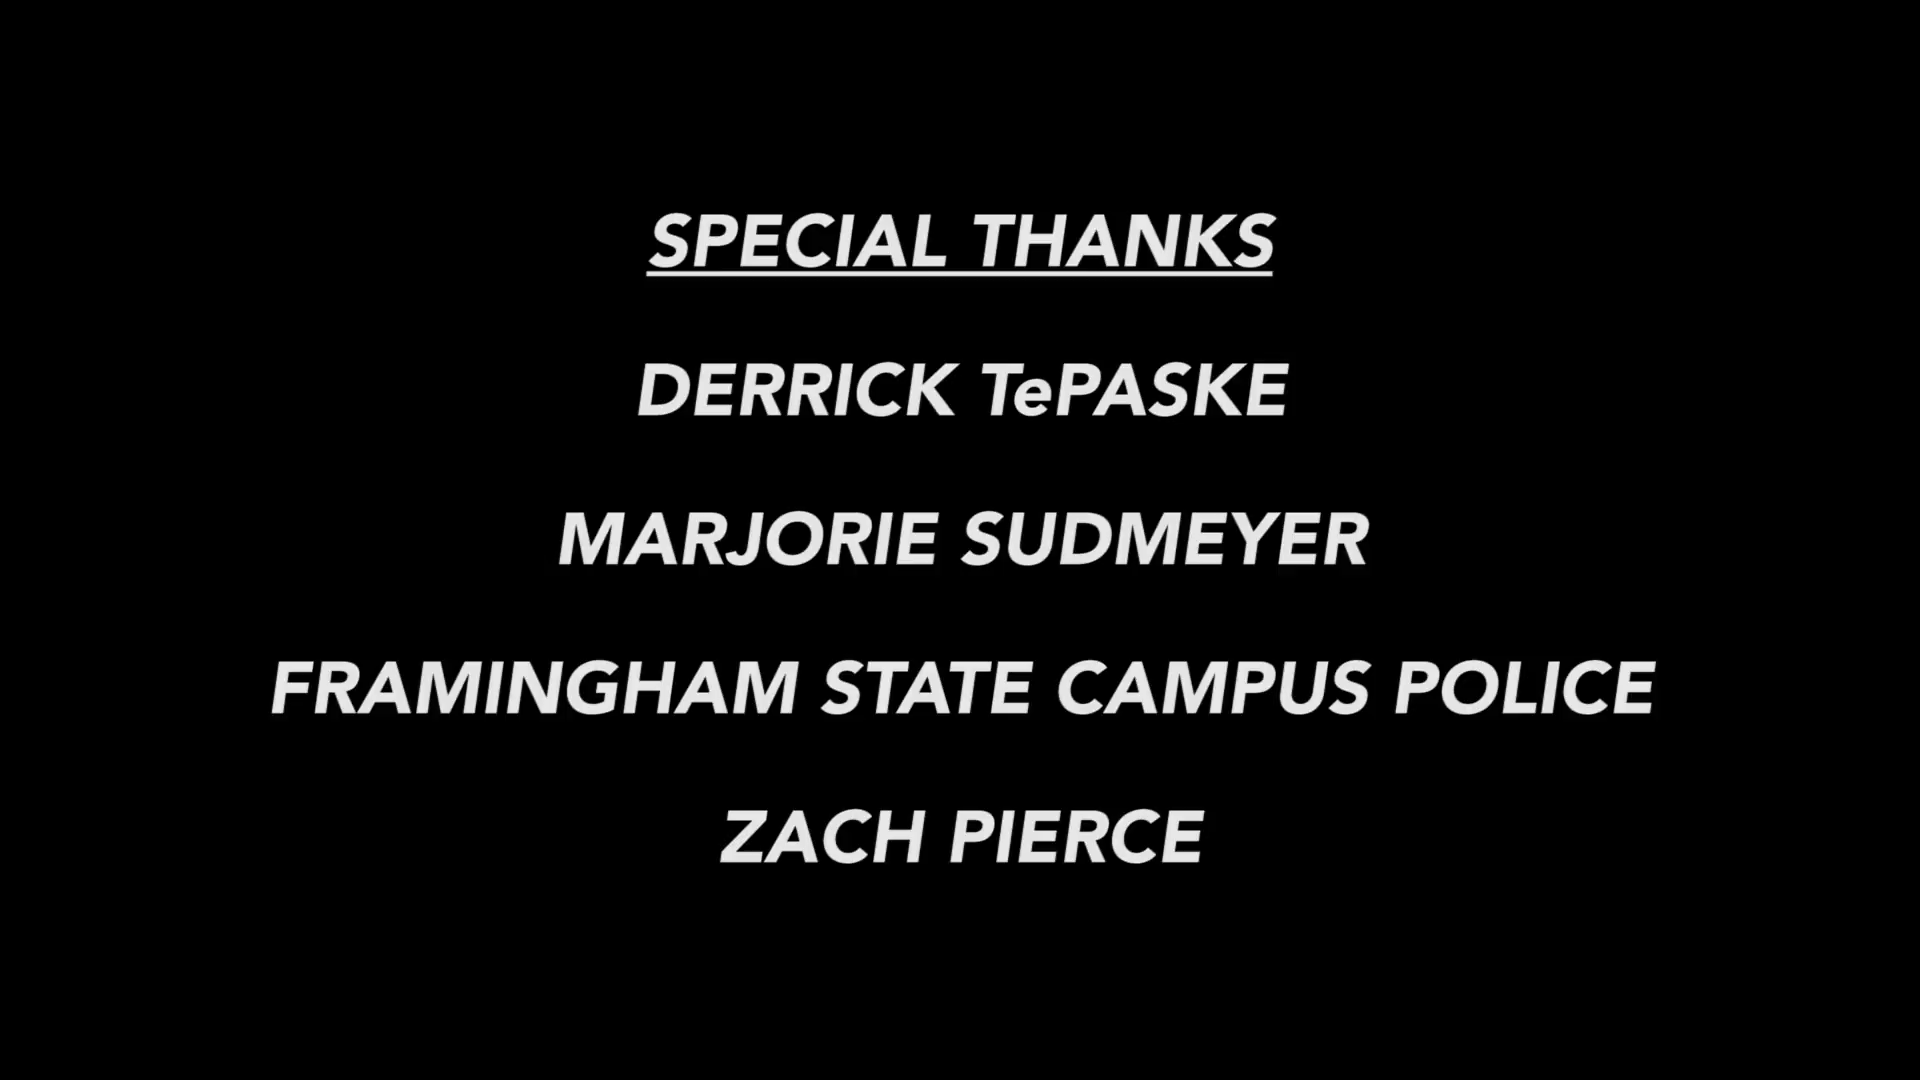 SPECIAL THANKS
DERRICK TePASKE
MARJORIE SUDMEYER
FRAMINGHAM STATE CAMPUS POLICE
ZACH PIERCE